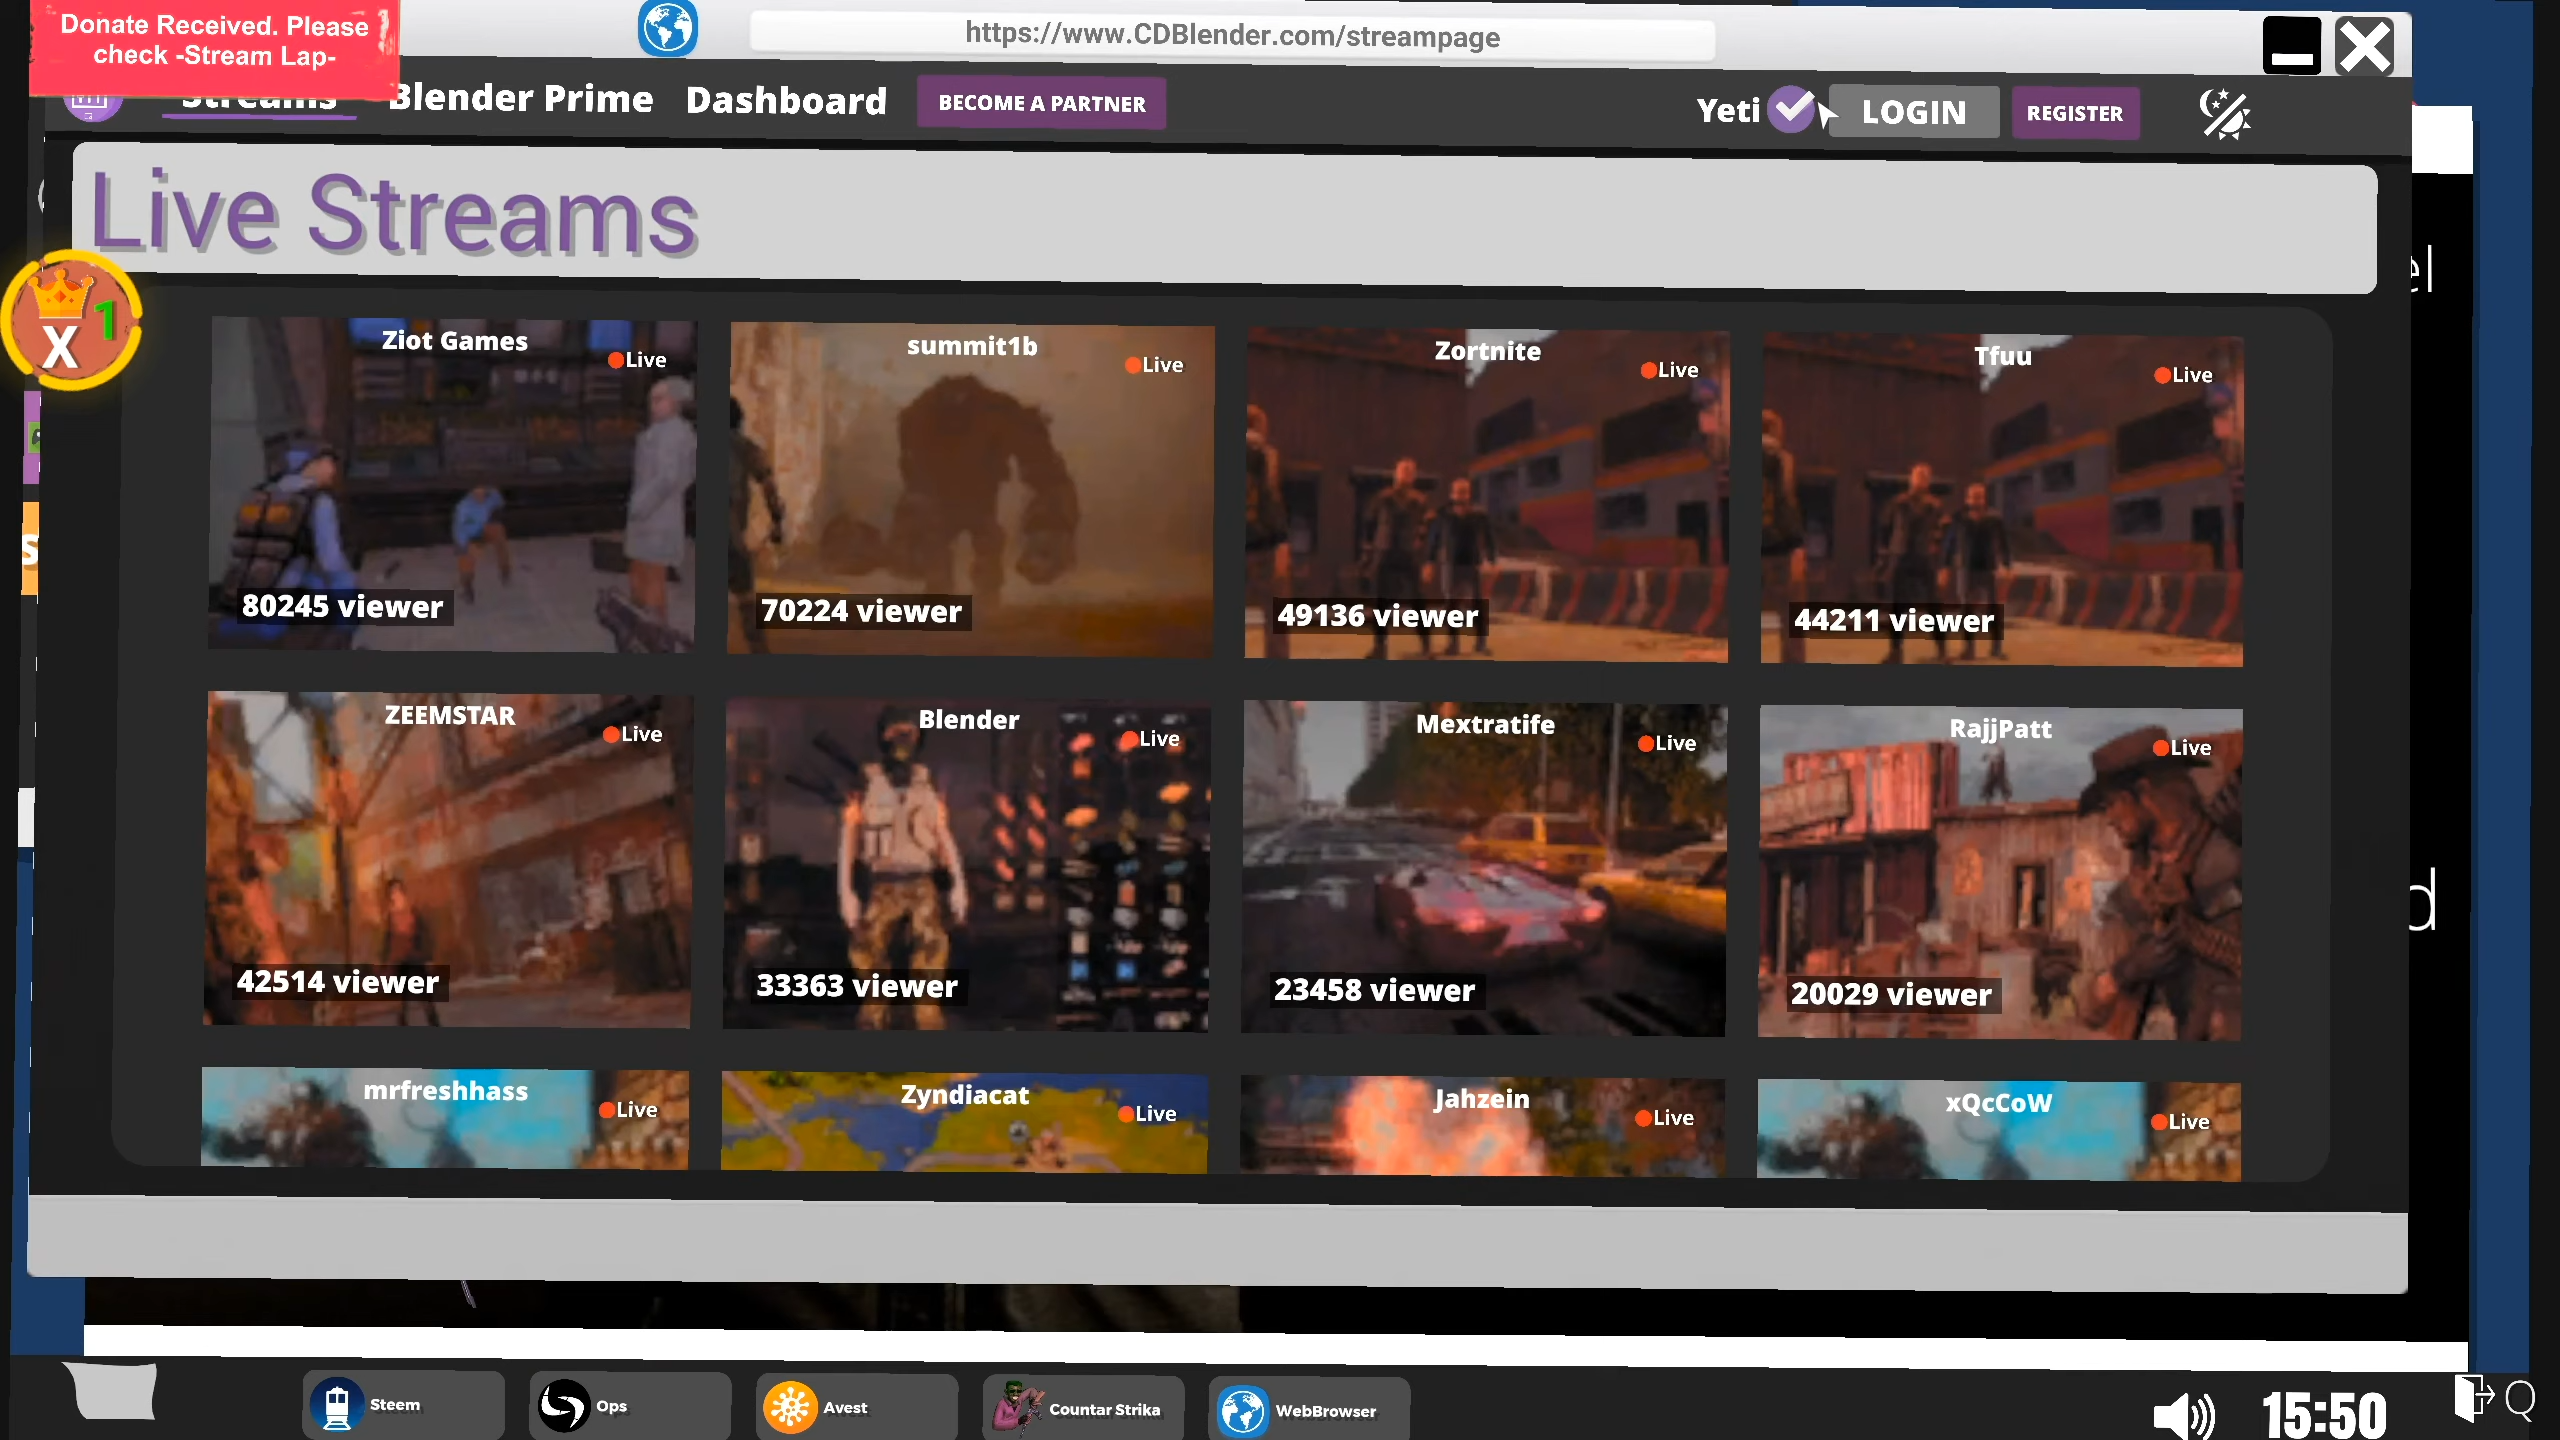 Donate Received. Please
check -Stream Lap-
https://www.CDBlender.com/streampage
Streams
Blender Prime
Dashboard
BECOME A PARTNER
Yeti
LOGIN
REGISTER
Live Streams
X 1
Ziot Games
Live
80245 viewer
summit1b
Live
70224 viewer
Zortnite
Live
49136 viewer
Tfuu
Live
44211 viewer
ZEEMSTAR
Live
42514 viewer
Blender
Live
33363 viewer
Mextratife
Live
23458 viewer
RajjPatt
Live
20029 viewer
mrfreshhass
Live
Zyndiacat
Live
Jahzein
Live
xQcCoW
Live
el
d
s
Steem
Ops
Avest
Countar Strika
WebBrowser
15:50
Q